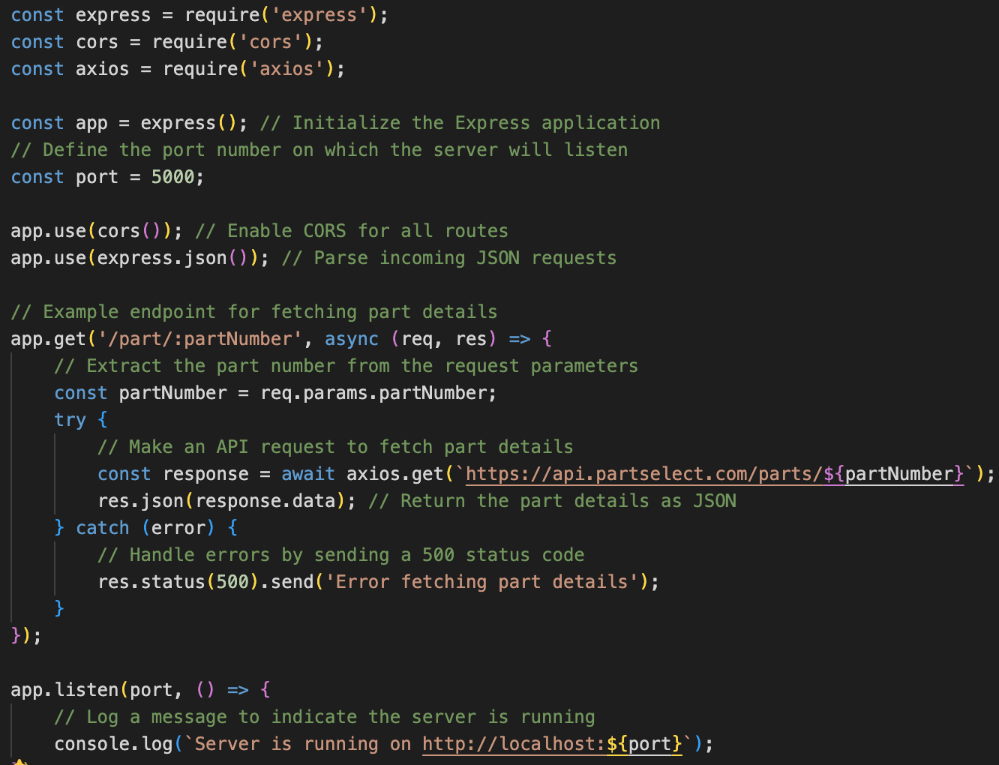 const express = require('express');
const cors = require('cors');
const axios = require('axios');

const app = express(); // Initialize the Express application
// Define the port number on which the server will listen
const port = 5000;

app.use(cors()); // Enable CORS for all routes
app.use(express.json()); // Parse incoming JSON requests

// Example endpoint for fetching part details
app.get('/part/:partNumber', async (req, res) => {
    // Extract the part number from the request parameters
    const partNumber = req.params.partNumber;
    try {
        // Make an API request to fetch part details
        const response = await axios.get(`https://api.partselect.com/parts/${partNumber}`);
        res.json(response.data); // Return the part details as JSON
    } catch (error) {
        // Handle errors by sending a 500 status code
        res.status(500).send('Error fetching part details');
    }
});

app.listen(port, () => {
    // Log a message to indicate the server is running
    console.log(`Server is running on http://localhost:${port}`);